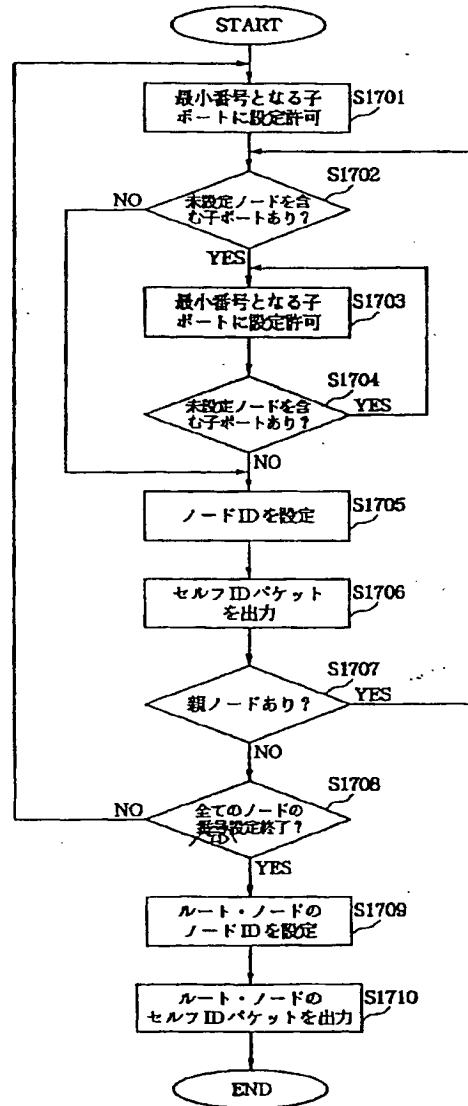 START
最小番号となる子
ポートに設定許可
S1701
S1702
未設定ノードを含
む子ポートあり?
NO
YES
最小番号となる子
ポートに設定許可
S1703
S1704
未設定ノードを含
む子ポートあり?
YES
NO
ノードIDを設定
S1705
セルフIDパケット
を出力
S1706
S1707
親ノードあり?
YES
NO
S1708
全てのノードの
番号設定終了?
ID
NO
YES
ルート・ノードの
ノードIDを設定
S1709
ルート・ノードの
セルフIDパケットを出力
S1710
END